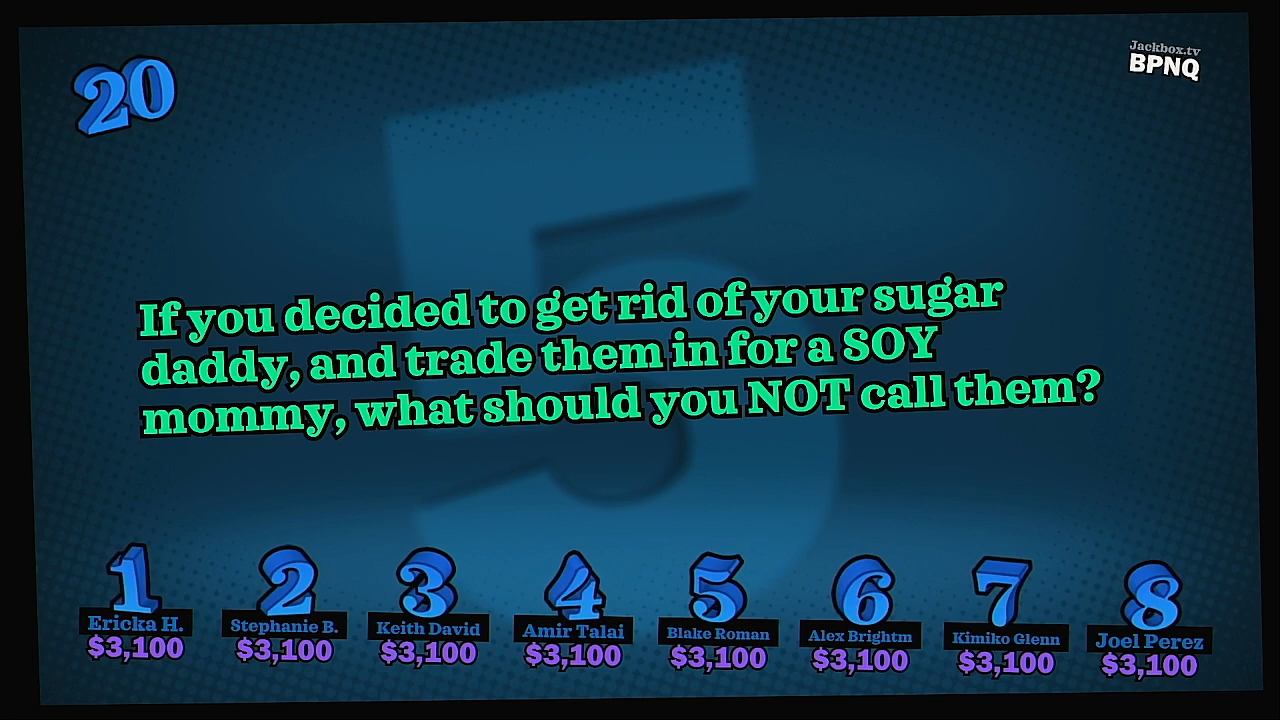 20
Jackbox.tv
BPNQ
If you decided to get rid of your sugar
daddy, and trade them in for a SOY
mommy, what should you NOT call them?
5
1 2 3 4 5 6 7 8
Ericka H. Stephanie B. Keith David Amir Talai Blake Roman Alex Brightm Kimiko Glenn Joel Perez
$3,100 $3,100 $3,100 $3,100 $3,100 $3,100 $3,100 $3,100